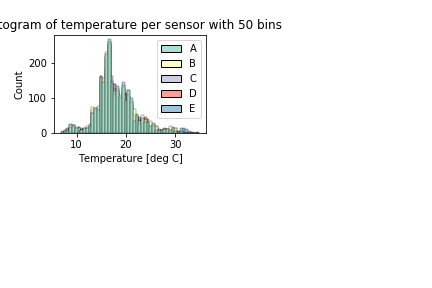 togram of temperature per sensor with 50 bins
A
B
C
D
E
Count
200
100
0
10
20
30
Temperature [deg C]